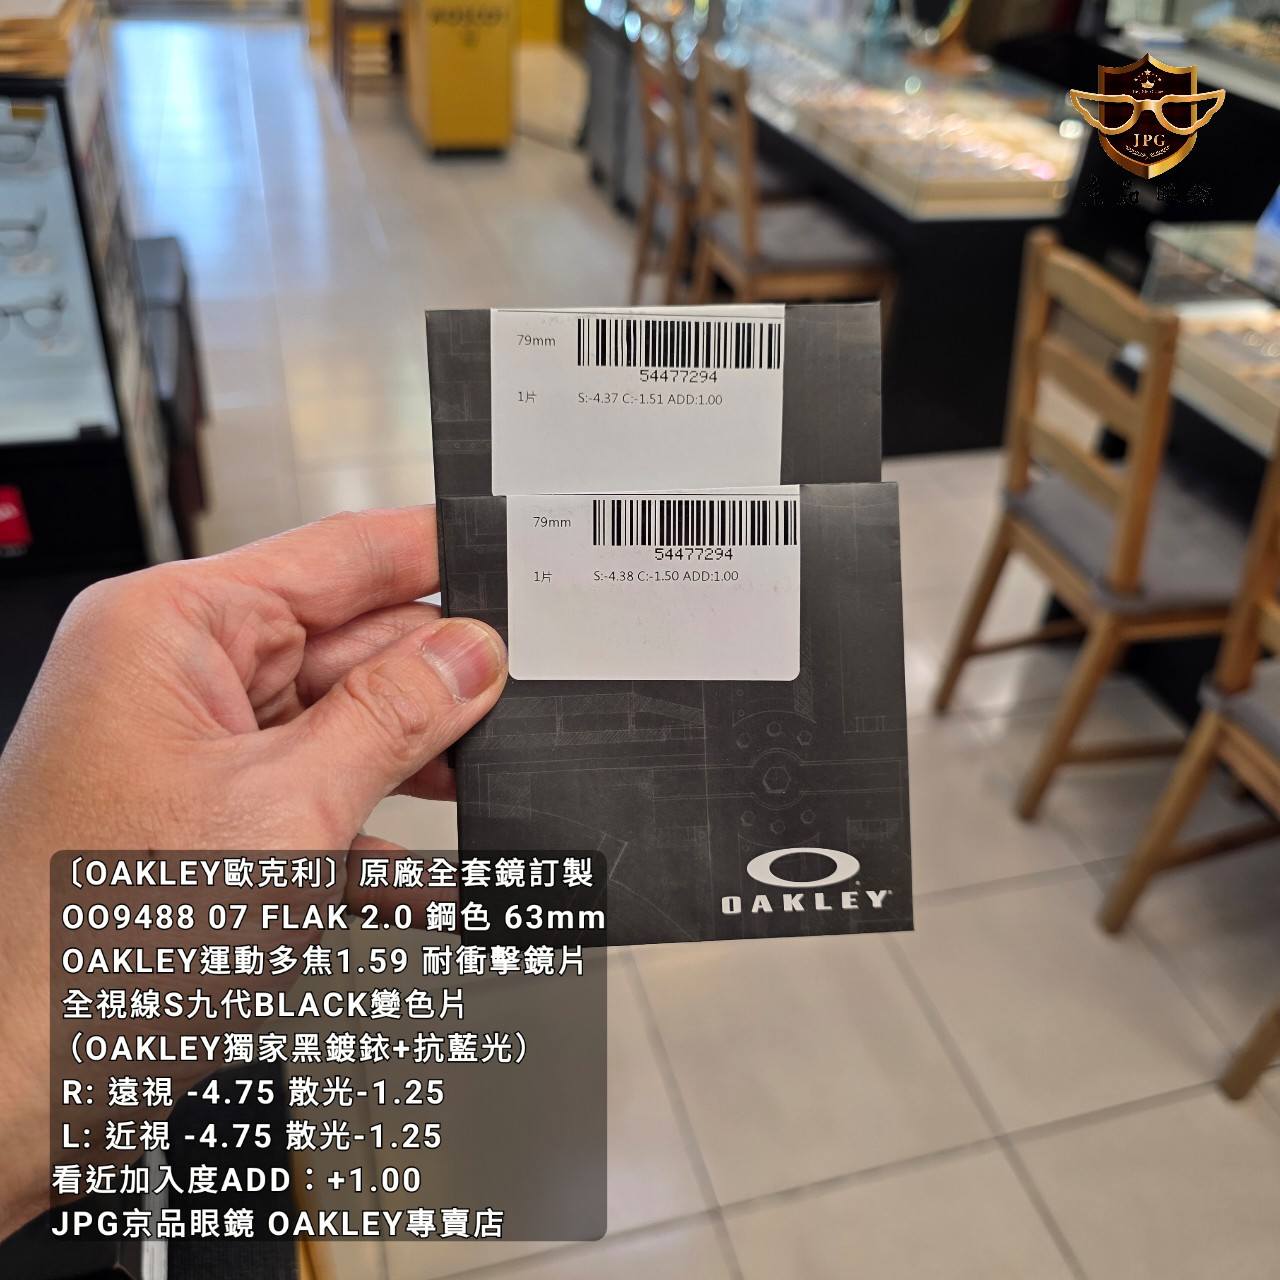 JPG
79mm
54477294
1片 S:-4.37 C:-1.51 ADD:1.00
79mm
54477294
1片 S:-4.38 C:-1.50 ADD:1.00
OAKLEY
〔OAKLEY歐克利〕原廠全套鏡訂製
OO9488 07 FLAK 2.0 鋼色 63mm
OAKLEY運動多焦1.59 耐衝擊鏡片
全視線S九代BLACK變色片
（OAKLEY獨家黑鍍銥+抗藍光）
R: 遠視 -4.75 散光-1.25
L: 近視 -4.75 散光-1.25
看近加入度ADD：+1.00
JPG京品眼鏡 OAKLEY專賣店